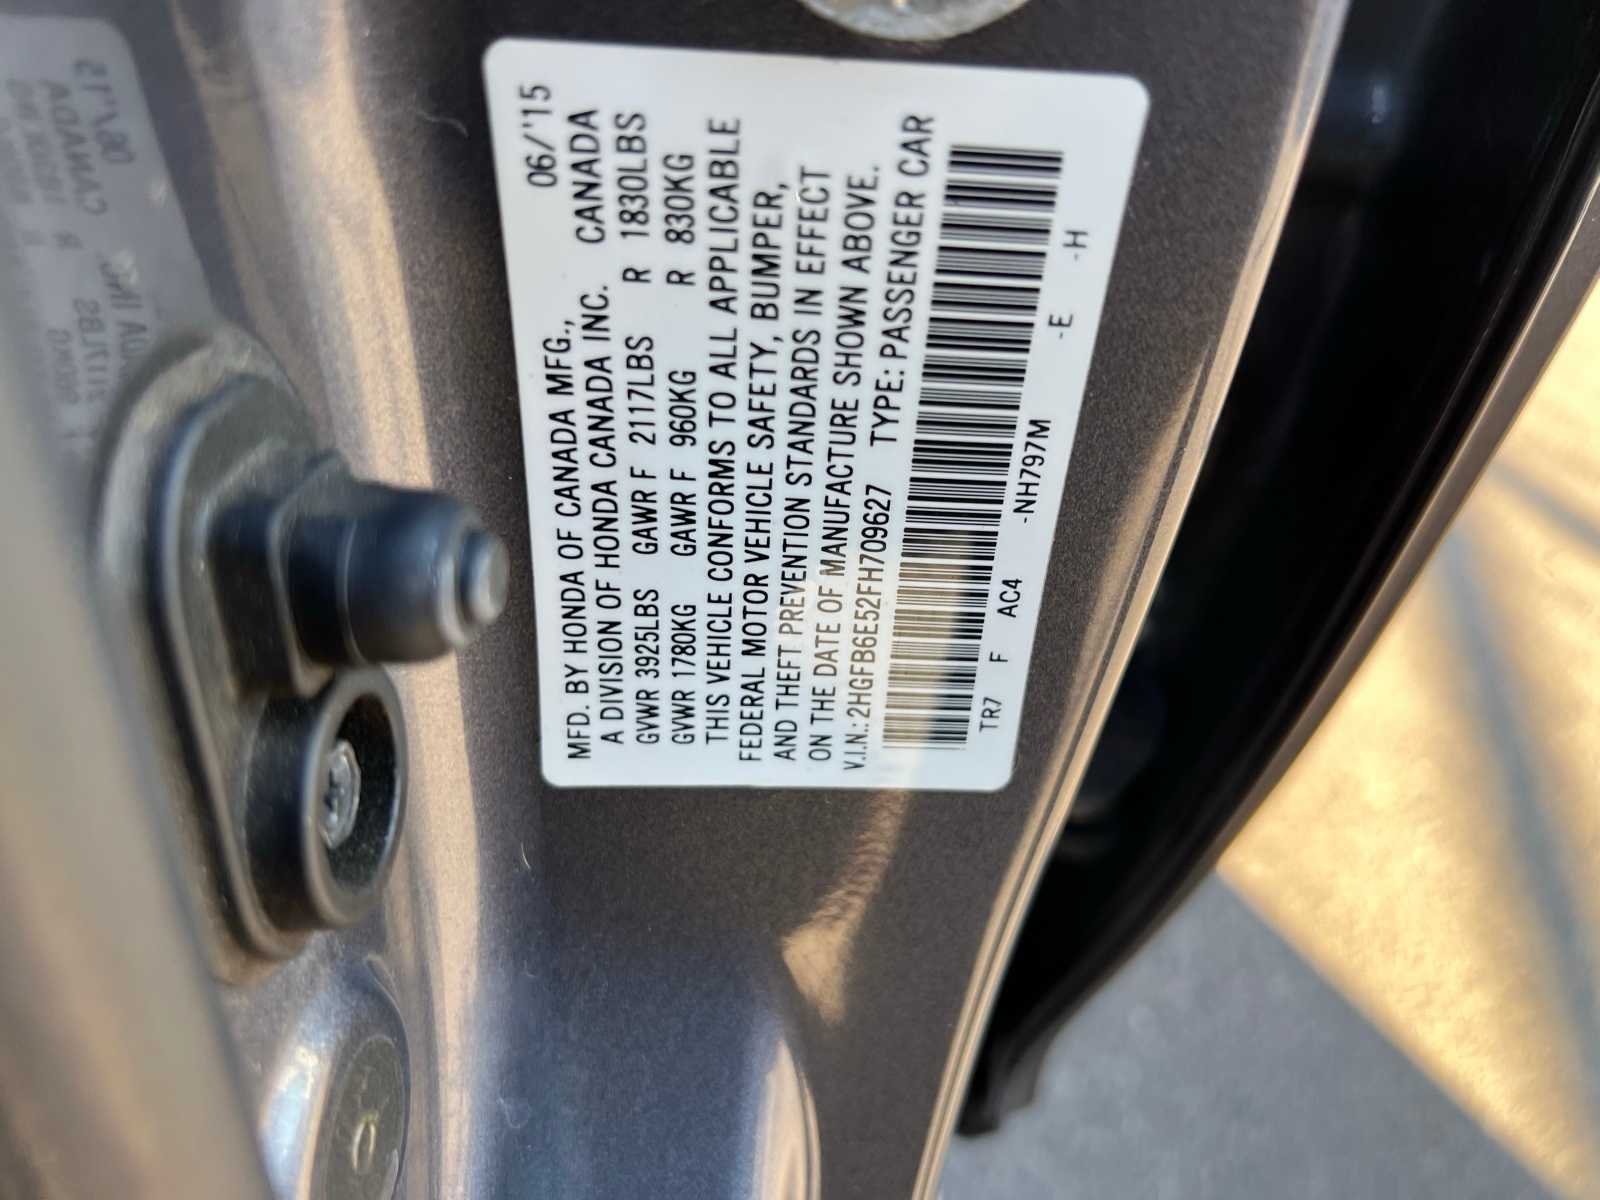 MFD. BY HONDA OF CANADA MFG., 06/'15
A DIVISION OF HONDA CANADA INC. CANADA
GVWR 3925LBS GAWR F 2117LBS R 1830LBS
GVWR 1780KG GAWR F 960KG R 830KG
THIS VEHICLE CONFORMS TO ALL APPLICABLE
FEDERAL MOTOR VEHICLE SAFETY, BUMPER,
AND THEFT PREVENTION STANDARDS IN EFFECT
ON THE DATE OF MANUFACTURE SHOWN ABOVE.
V.I.N.: 2HGFB6E52FH709627 TYPE: PASSENGER CAR
TR7 F AC4 -NH797M -E -H